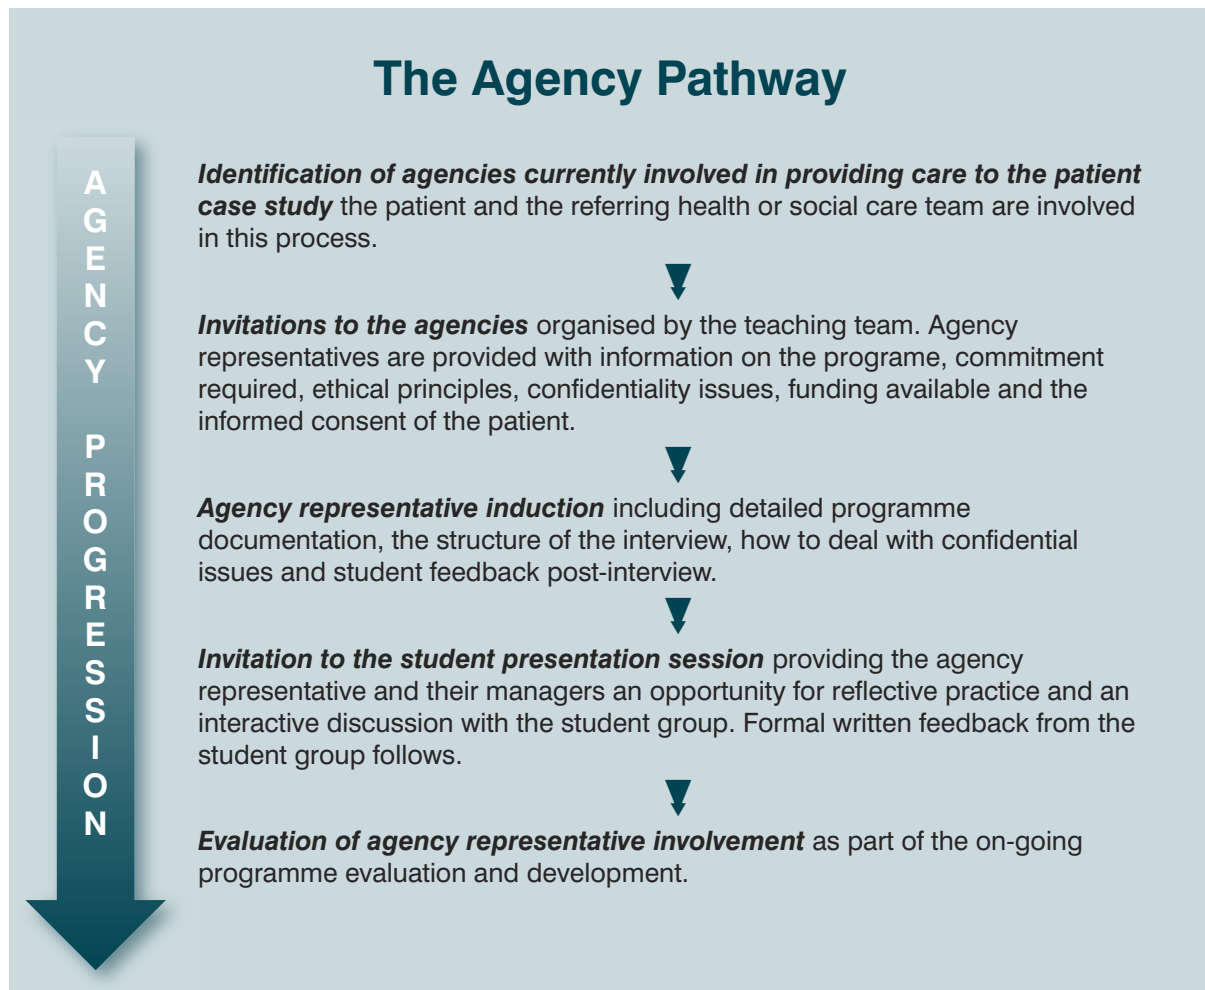 The Agency Pathway
AGENCY PROGRESSION
Identification of agencies currently involved in providing care to the patient
case study the patient and the referring health or social care team are involved
in this process.
Invitations to the agencies organised by the teaching team. Agency
representatives are provided with information on the programe, commitment
required, ethical principles, confidentiality issues, funding available and the
informed consent of the patient.
Agency representative induction including detailed programme
documentation, the structure of the interview, how to deal with confidential
issues and student feedback post-interview.
Invitation to the student presentation session providing the agency
representative and their managers an opportunity for reflective practice and an
interactive discussion with the student group. Formal written feedback from the
student group follows.
Evaluation of agency representative involvement as part of the on-going
programme evaluation and development.